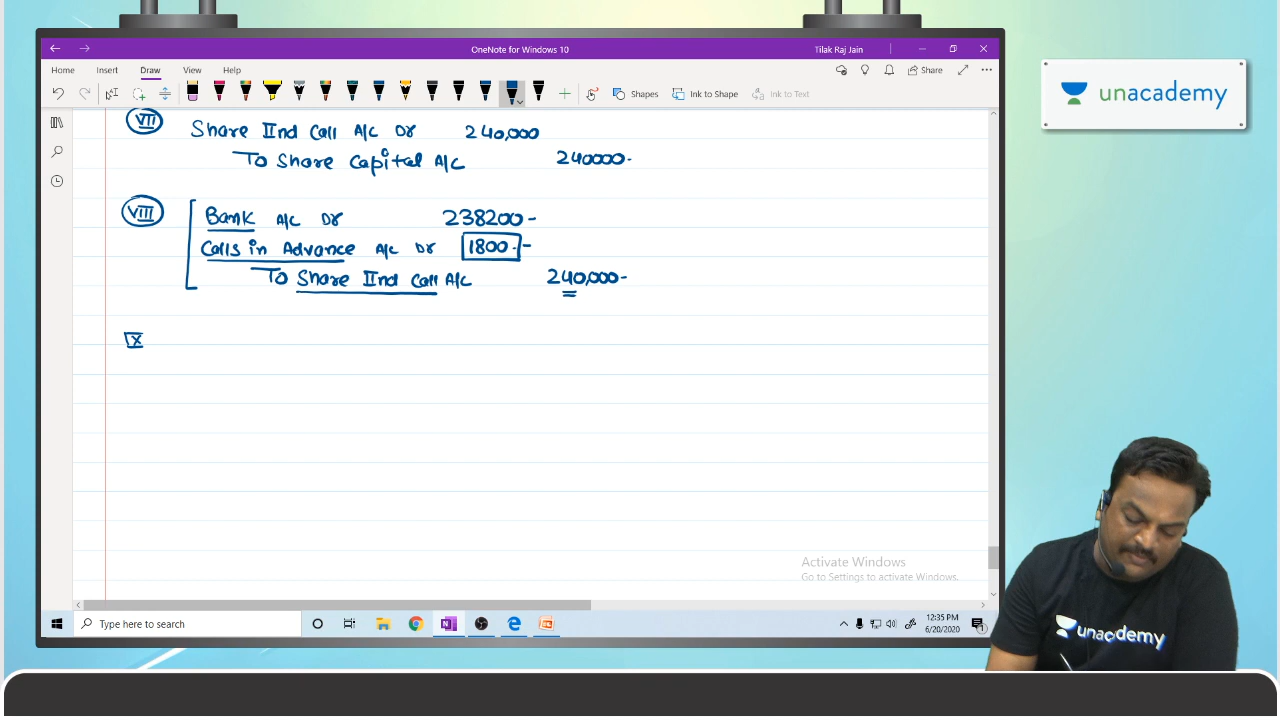 OneNote for Windows 10
Tilak Raj Jain
Home Insert Draw View Help
Share
Shapes
Ink to Shape
Ink to Text
unacademy
VII Share IInd Call A/c Dr 240,000
To Share Capital A/c 240000-
VIII Bank A/c Dr 238200-
Calls in Advance A/c Dr 1800-
To Share IInd Call A/c 240,000-
IX
Activate Windows
Go to Settings to activate Windows.
Type here to search
12:35 PM
6/20/2020
unacademy